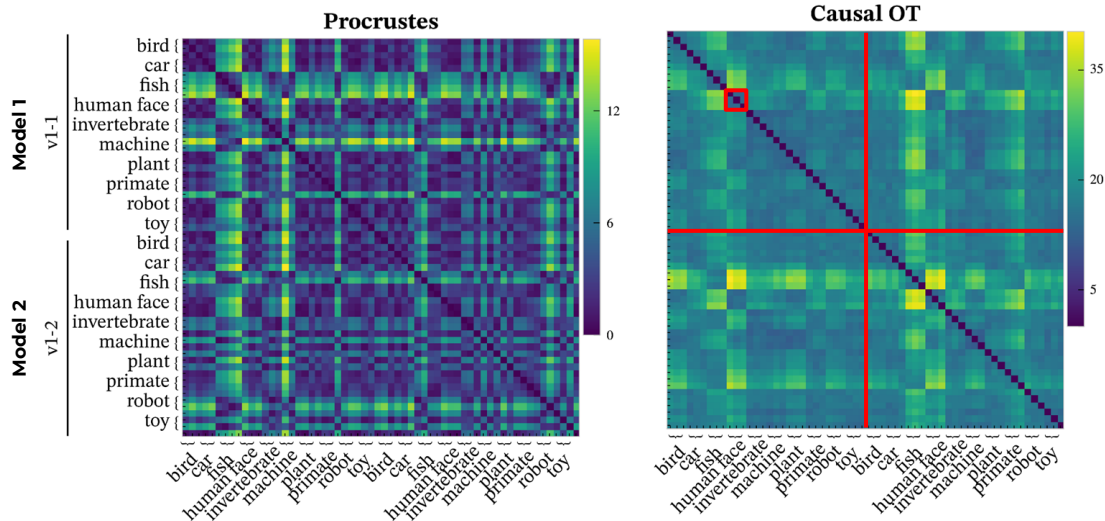 Procrustes
Causal OT
Model 1
v1-1
bird
car
fish
human face
invertebrate
machine
plant
primate
robot
toy
Model 2
v1-2
bird
car
fish
human face
invertebrate
machine
plant
primate
robot
toy
12
6
0
35
20
5
bird
car
fish
human face
invertebrate
machine
plant
primate
robot
toy
bird
car
fish
human face
invertebrate
machine
plant
primate
robot
toy
bird
car
fish
human face
invertebrate
machine
plant
primate
robot
toy
bird
car
fish
human face
invertebrate
machine
plant
primate
robot
toy